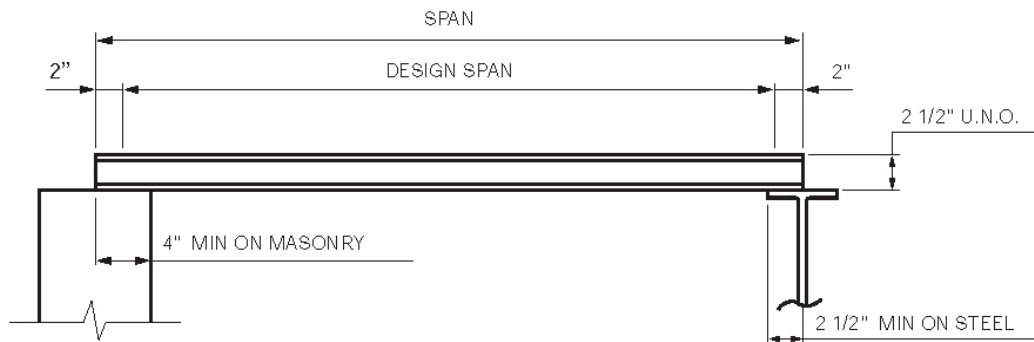 SPAN
2” DESIGN SPAN 2"
2 1/2" U.N.O.
4" MIN ON MASONRY
2 1/2" MIN ON STEEL